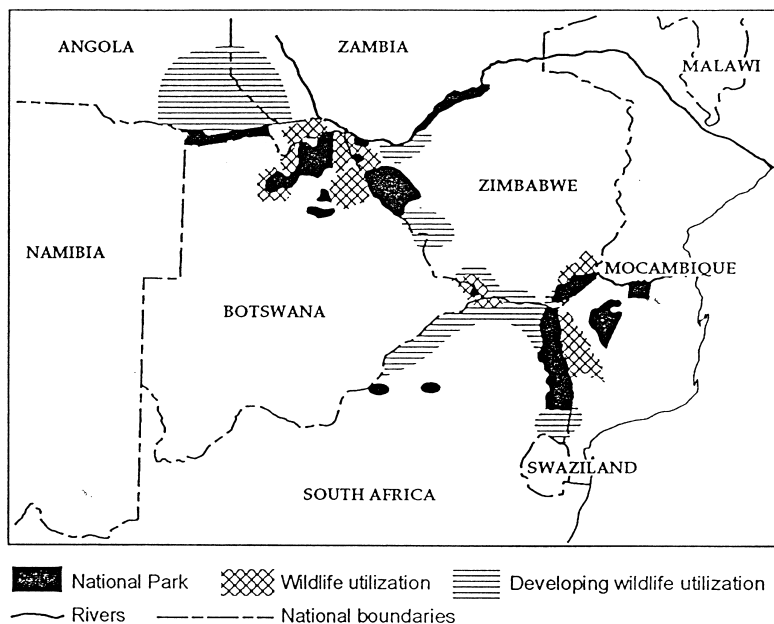 ANGOLA
ZAMBIA
MALAWI
ZIMBABWE
NAMIBIA
MOCAMBIQUE
BOTSWANA
SWAZILAND
SOUTH AFRICA
National Park
Wildlife utilization
Developing wildlife utilization
Rivers
National boundaries